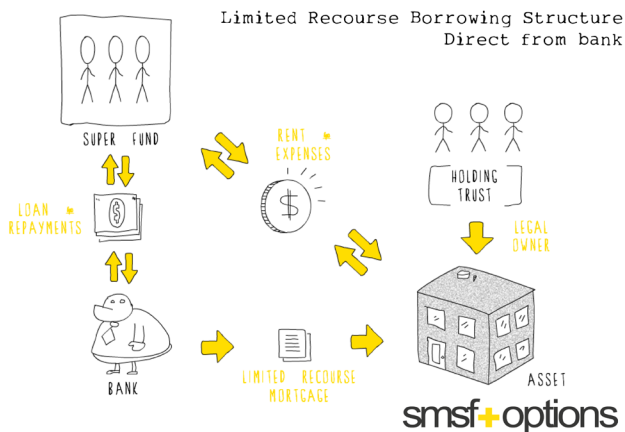 Limited Recourse Borrowing Structure
Direct from bank
SUPER FUND
RENT &
EXPENSES
HOLDING
TRUST
LOAN &
REPAYMENTS
$
$
LEGAL
OWNER
BANK
LIMITED RECOURSE
MORTGAGE
ASSET
smsf+options